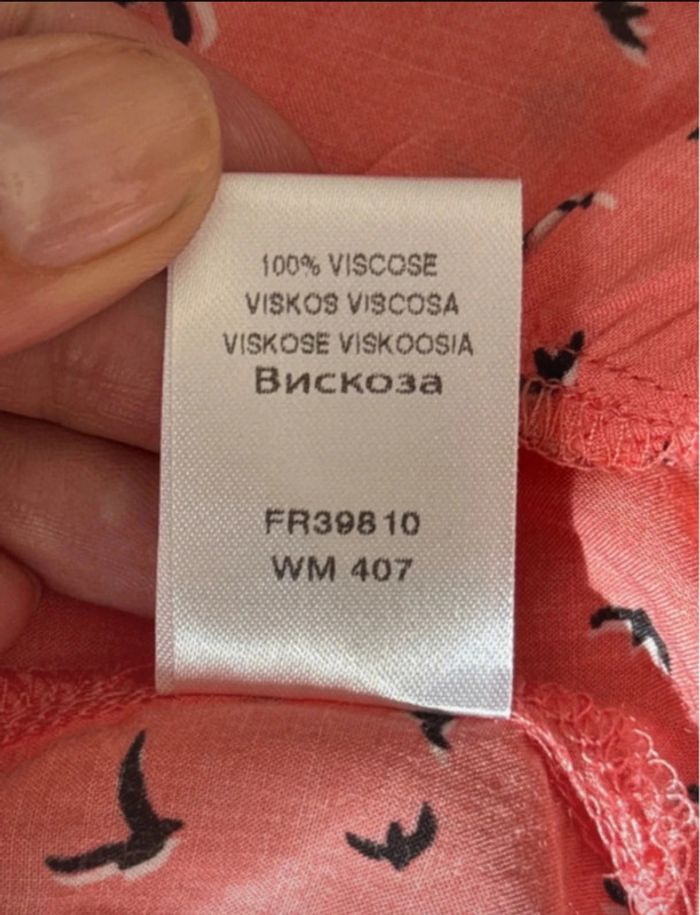 100% VISCOSE
VISKOS VISCOSA
VISKOSE VISKOOSIA
Вискоза
FR39810
WM 407